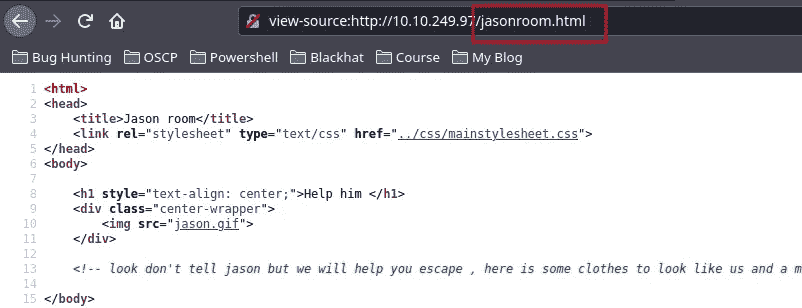 view-source:http://10.10.249.97/jasonroom.html
Bug Hunting OSCP Powershell Blackhat Course My Blog
1 <html>
2 <head>
3 <title>Jason room</title>
4 <link rel="stylesheet" type="text/css" href="../css/mainstylesheet.css">
5 </head>
6 <body>
7
8 <h1 style="text-align: center;">Help him </h1>
9 <div class="center-wrapper">
10 <img src="jason.gif">
11 </div>
12
13 <!-- look don't tell jason but we will help you escape , here is some clothes to look like us and a m
14
15 </body>